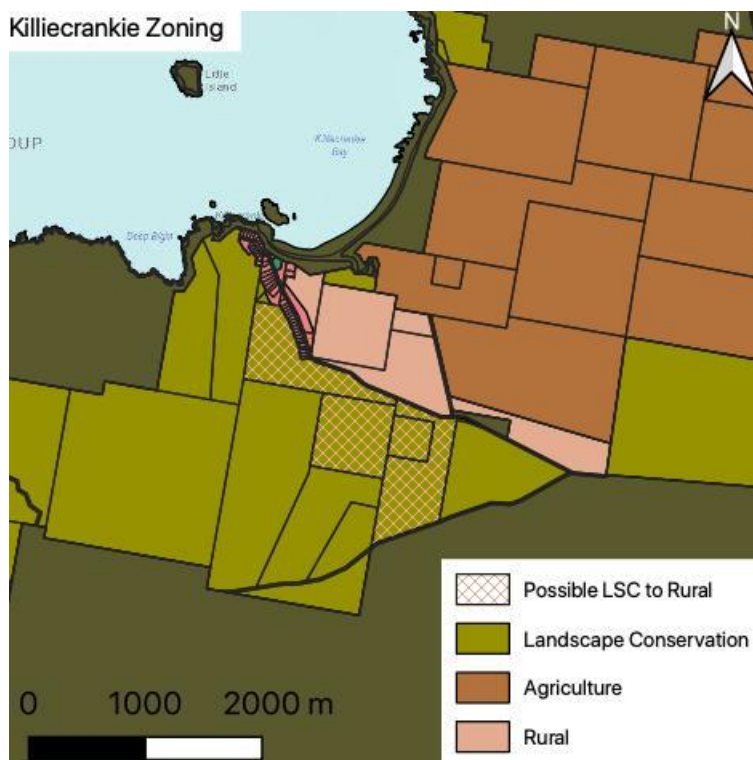 Killiecrankie Zoning
N
Little
Island
OUP
Killiecrankie
Bay
Deep Bight
Possible LSC to Rural
Landscape Conservation
Agriculture
Rural
0 1000 2000 m